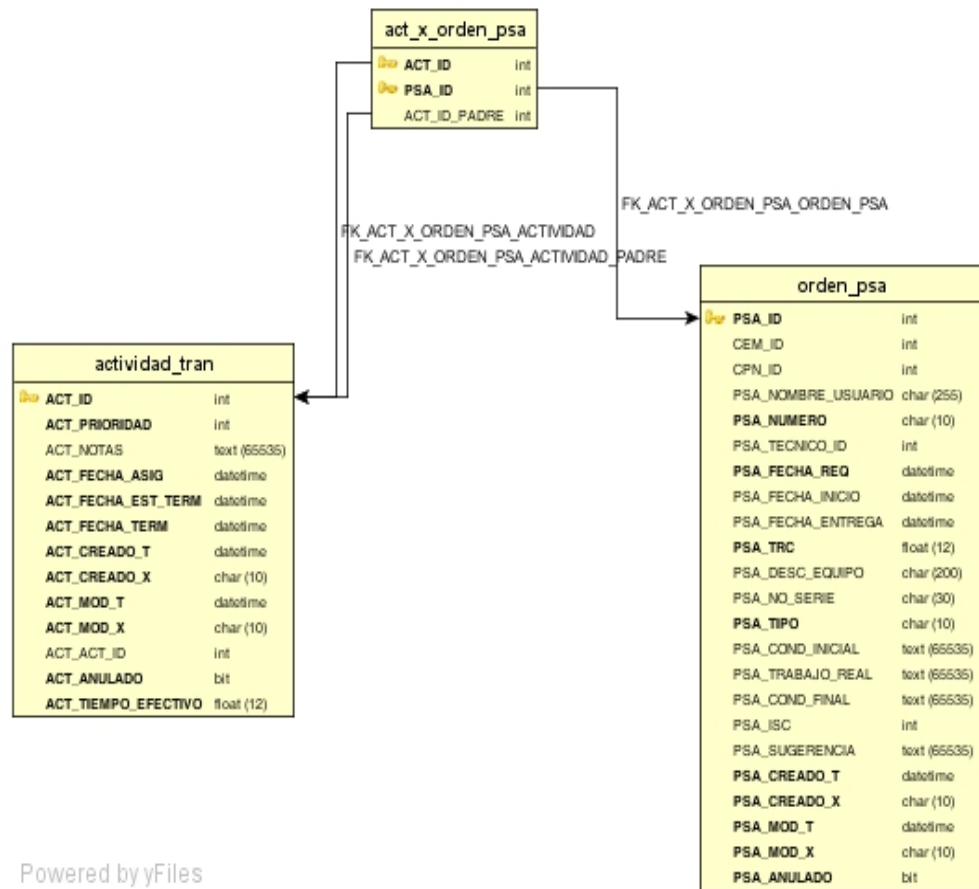 act_x_orden_psa
ACT_ID int
PSA_ID int
ACT_ID_PADRE int
FK_ACT_X_ORDEN_PSA_ORDEN_PSA
FK_ACT_X_ORDEN_PSA_ACTIVIDAD
FK_ACT_X_ORDEN_PSA_ACTIVIDAD_PADRE
actividad_tran
ACT_ID int
ACT_PRIORIDAD int
ACT_NOTAS text (65535)
ACT_FECHA_ASIG datetime
ACT_FECHA_EST_TERM datetime
ACT_FECHA_TERM datetime
ACT_CREADO_T datetime
ACT_CREADO_X char (10)
ACT_MOD_T datetime
ACT_MOD_X char (10)
ACT_ACT_ID int
ACT_ANULADO bit
ACT_TIEMPO_EFECTIVO float (12)
orden_psa
PSA_ID int
CEM_ID int
CPN_ID int
PSA_NOMBRE_USUARIO char (255)
PSA_NUMERO char (10)
PSA_TECNICO_ID int
PSA_FECHA_REQ datetime
PSA_FECHA_INICIO datetime
PSA_FECHA_ENTREGA datetime
PSA_TRC float (12)
PSA_DESC_EQUIPO char (200)
PSA_NO_SERIE char (30)
PSA_TIPO char (10)
PSA_COND_INICIAL text (65535)
PSA_TRABAJO_REAL text (65535)
PSA_COND_FINAL text (65535)
PSA_ISC int
PSA_SUGERENCIA text (65535)
PSA_CREADO_T datetime
PSA_CREADO_X char (10)
PSA_MOD_T datetime
PSA_MOD_X char (10)
PSA_ANULADO bit
Powered by yFiles